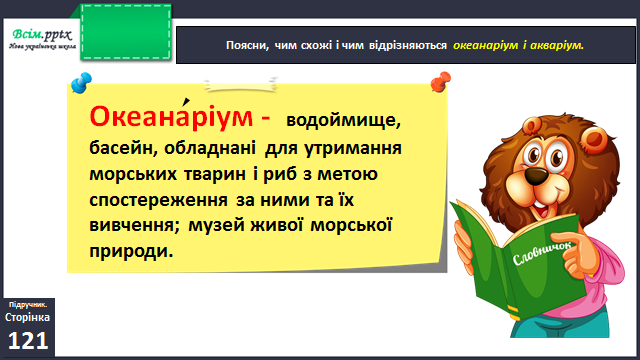 Всім.pptx
Нова українська школа
Поясни, чим схожі і чим відрізняються океанаріум і акваріум.
Океана́ріум - водоймище,
басейн, обладнані для утримання
морських тварин і риб з метою
спостереження за ними та їх
вивчення; музей живої морської
природи.
Словничок
Підручник.
Сторінка
121